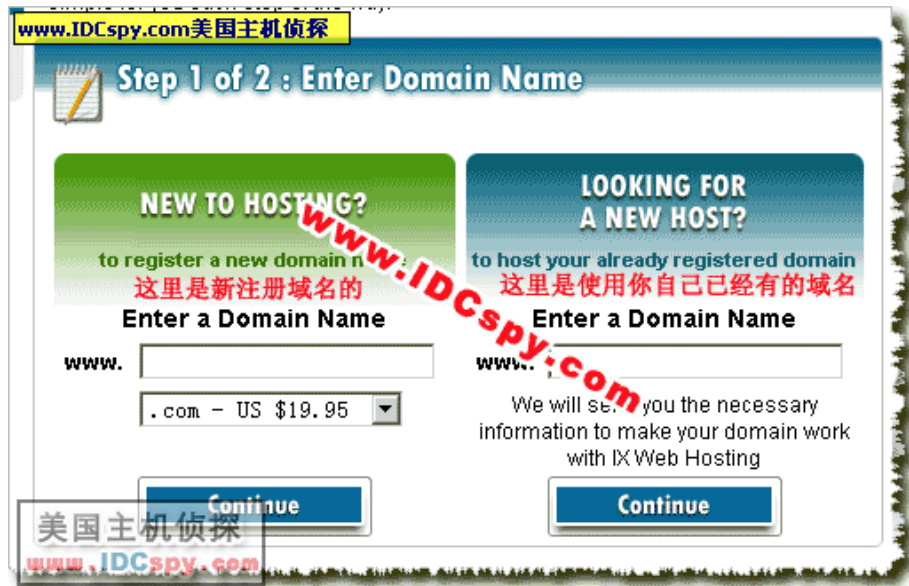 www.IDCspy.com美国主机侦探
Step 1 of 2 : Enter Domain Name
NEW TO HOSTING?
to register a new domain
这里是新注册域名的
Enter a Domain Name
www.
.com - US $19.95
Continue
LOOKING FOR
A NEW HOST?
to host your already registered domain
这里是使用你自己已经有的域名
Enter a Domain Name
www.
We will you the necessary
information to make your domain work
with IX Web Hosting
Continue
www.IDCspy.com
美国主机侦探
www.IDCspy.com